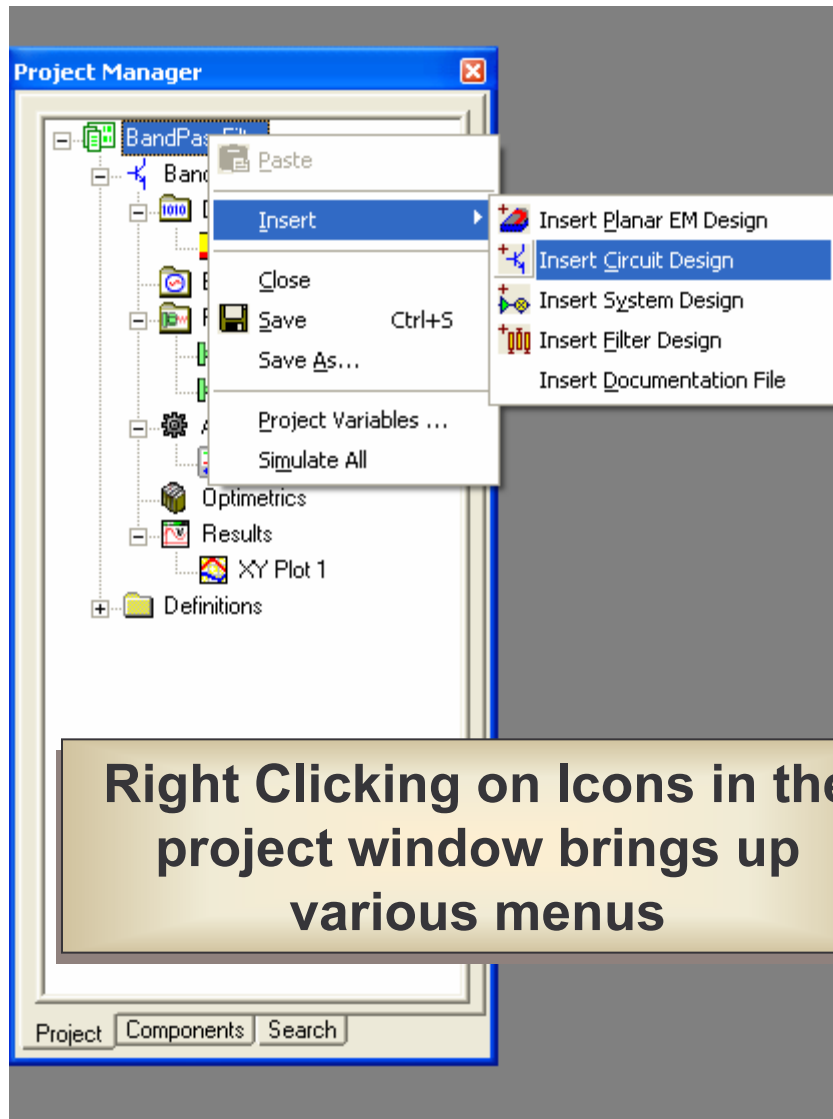 Project Manager
Paste
Insert
Close
Save Ctrl+S
Save As...
Project Variables ...
Simulate All
Insert Planar EM Design
Insert Circuit Design
Insert System Design
Insert Filter Design
Insert Documentation File
Optimetrics
Results
XY Plot 1
Definitions
Right Clicking on Icons in the
project window brings up
various menus
Project Components Search